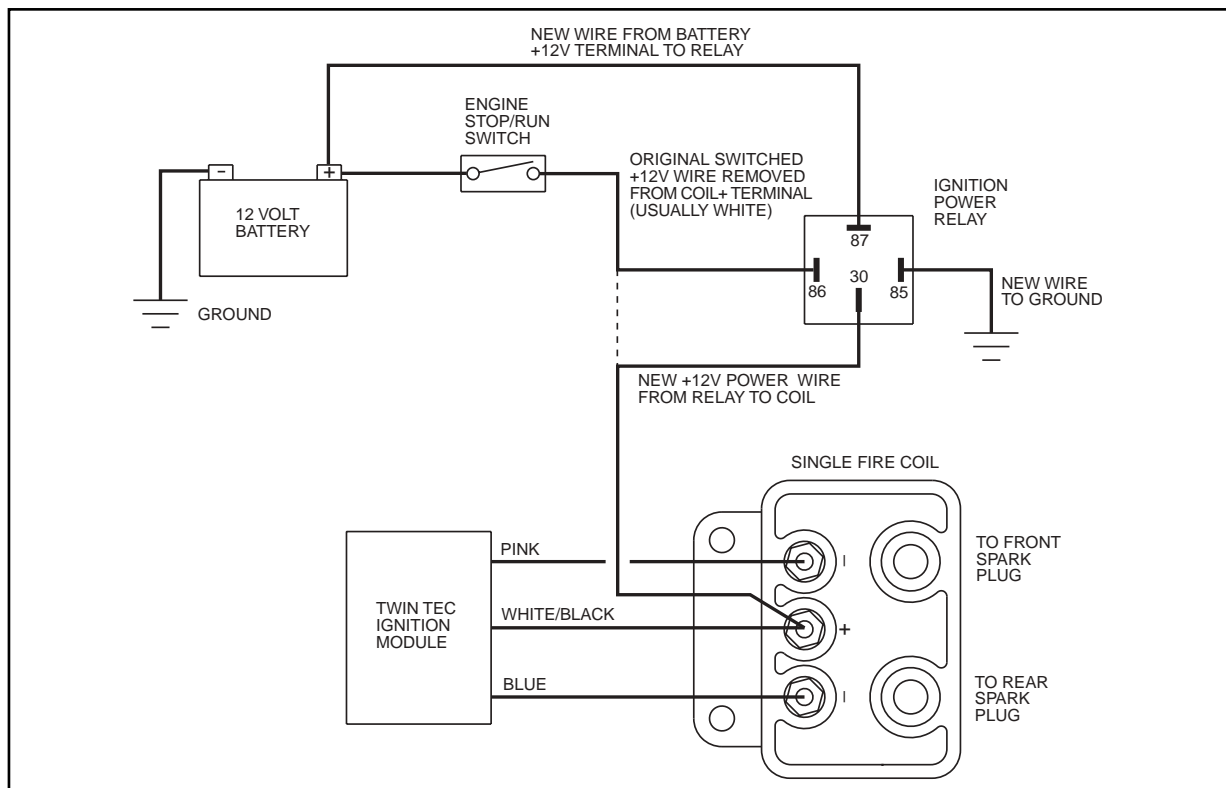 NEW WIRE FROM BATTERY
+12V TERMINAL TO RELAY
ENGINE
STOP/RUN
SWITCH
ORIGINAL SWITCHED
+12V WIRE REMOVED
FROM COIL+ TERMINAL
(USUALLY WHITE)
IGNITION
POWER
RELAY
-
+
12 VOLT
BATTERY
GROUND
87
86
30
85
NEW WIRE
TO GROUND
NEW +12V POWER WIRE
FROM RELAY TO COIL
SINGLE FIRE COIL
TWIN TEC
IGNITION
MODULE
PINK
WHITE/BLACK
BLUE
-
+
-
TO FRONT
SPARK
PLUG
TO REAR
SPARK
PLUG